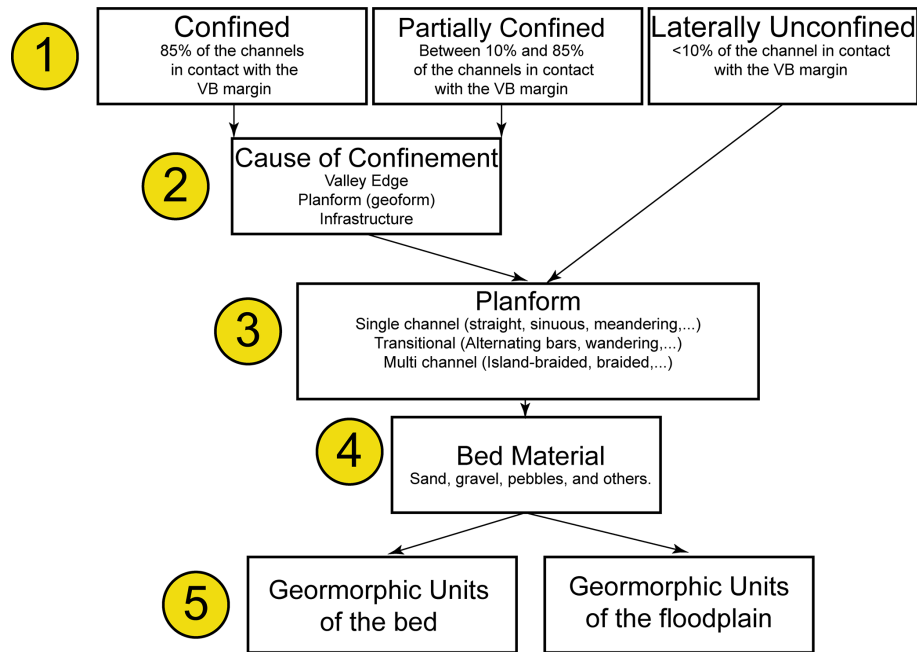 1
Confined
85% of the channels
in contact with the
VB margin
Partially Confined
Between 10% and 85%
of the channels in contact
with the VB margin
Laterally Unconfined
<10% of the channel in contact
with the VB margin
2
Cause of Confinement
Valley Edge
Planform (geoform)
Infrastructure
3
Planform
Single channel (straight, sinuous, meandering,...)
Transitional (Alternating bars, wandering,...)
Multi channel (Island-braided, braided,...)
4
Bed Material
Sand, gravel, pebbles, and others.
5
Geormorphic Units
of the bed
Geormorphic Units
of the floodplain